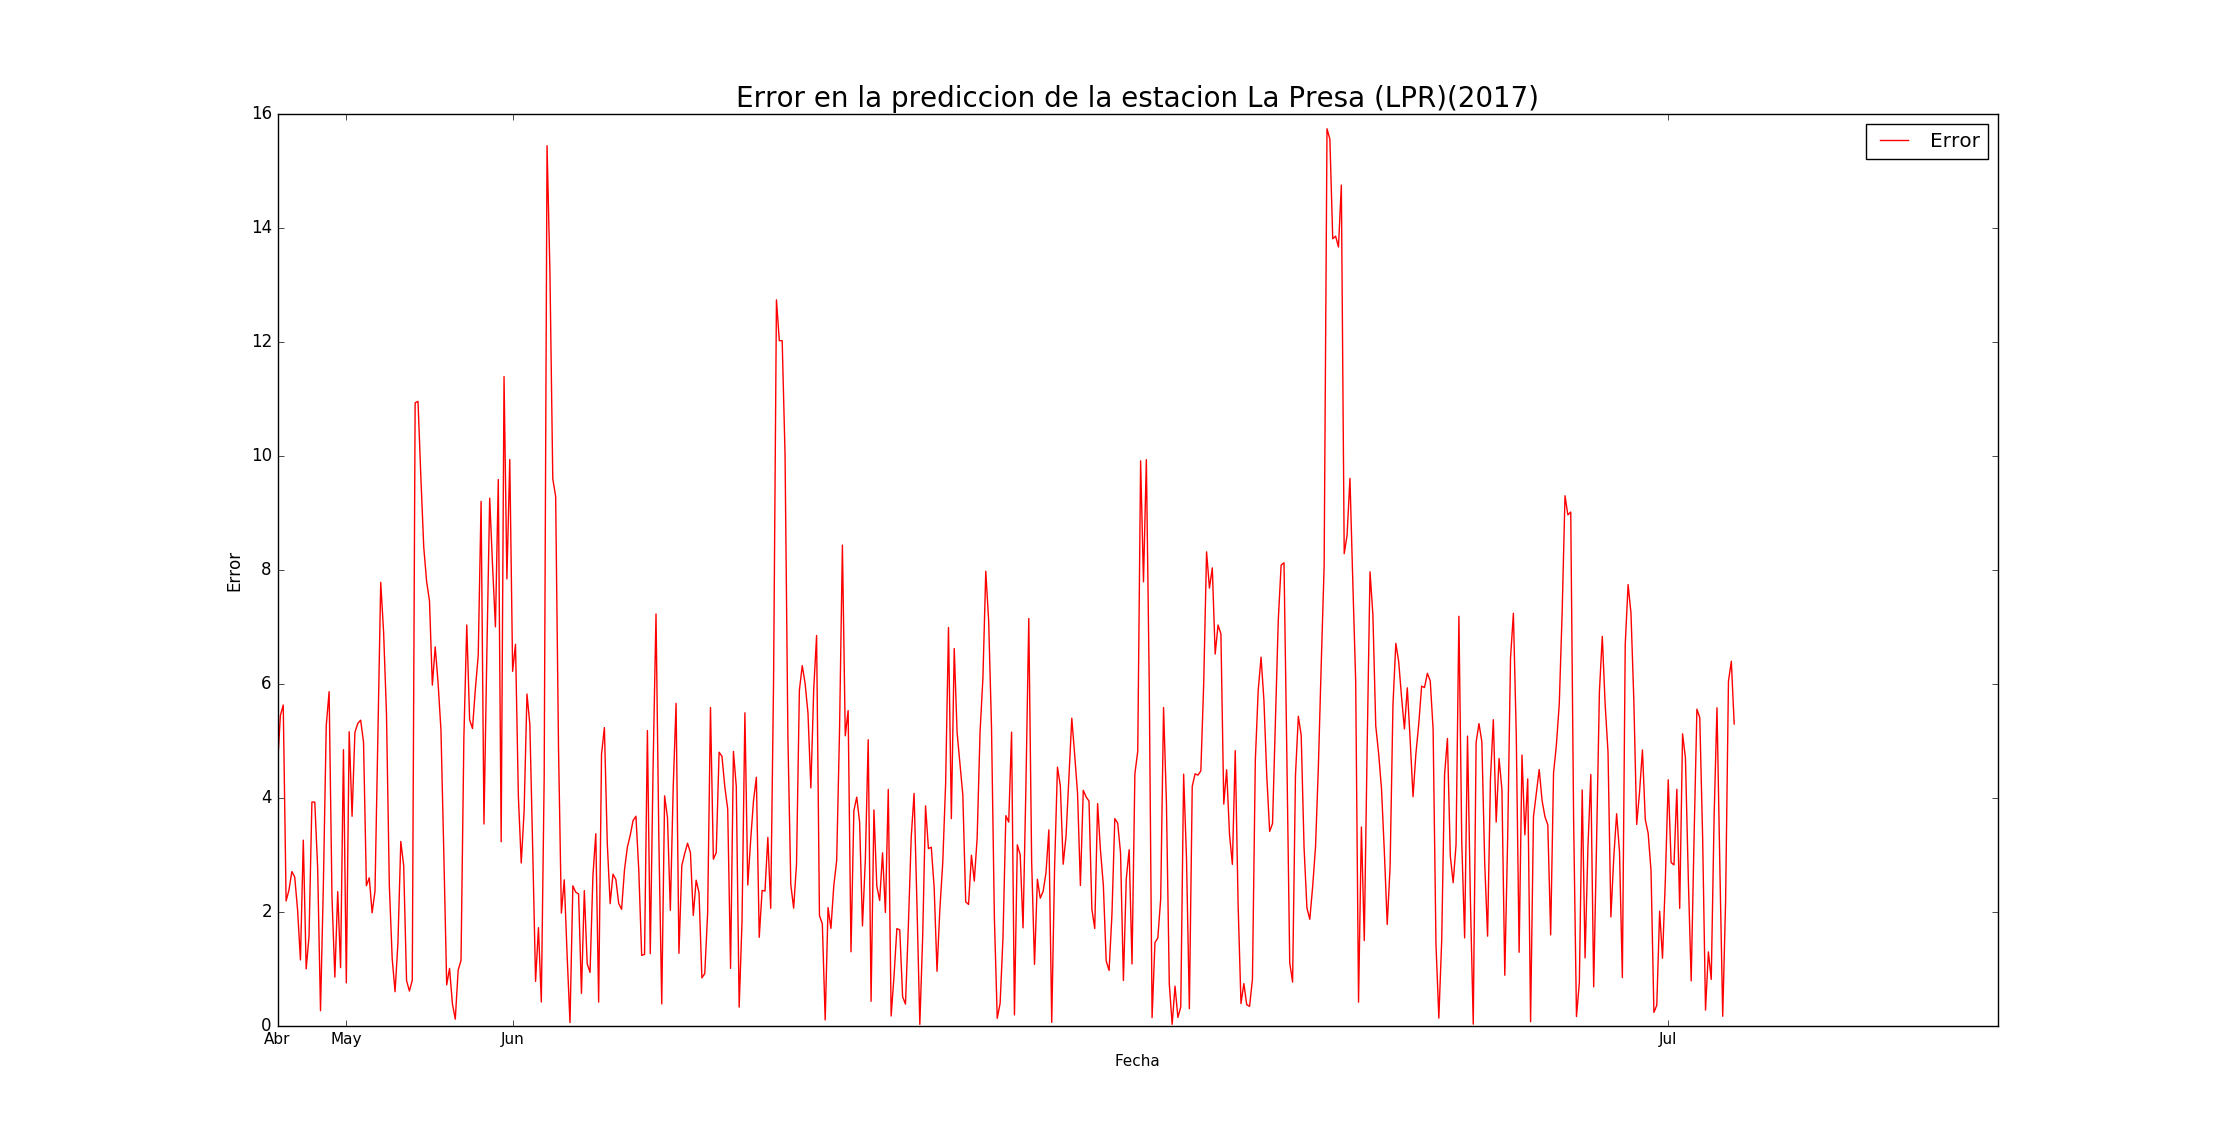 Error en la prediccion de la estacion La Presa (LPR)(2017)
Error
16
14
12
10
8
6
4
2
0
Error
Abr May Jun Jul
Fecha